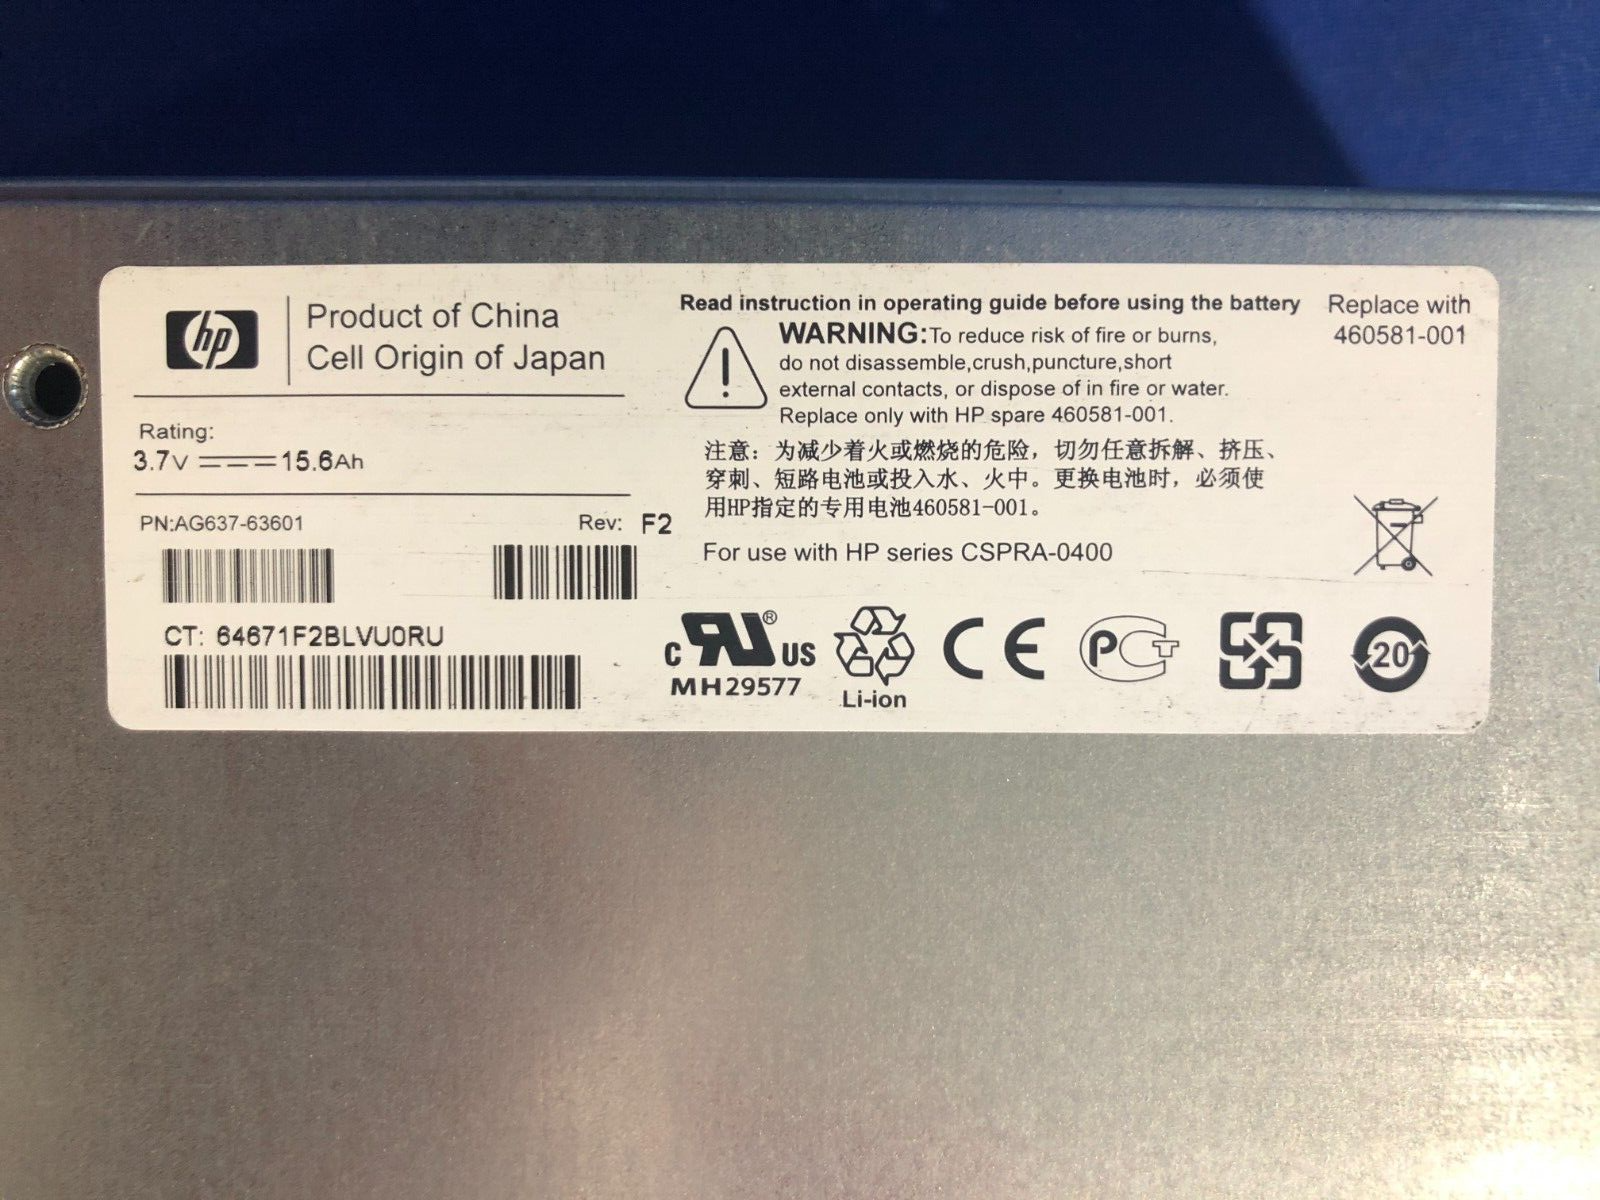 hp
Product of China
Cell Origin of Japan
Rating:
3.7V 15.6Ah
PN:AG637-63601
Rev: F2
CT: 64671F2BLVU0RU
Read instruction in operating guide before using the battery
WARNING:To reduce risk of fire or burns,
do not disassemble,crush,puncture,short
external contacts, or dispose of in fire or water.
Replace only with HP spare 460581-001.
Replace with
460581-001
注意：为减少着火或燃烧的危险，切勿任意拆解、挤压、
穿刺、短路电池或投入水、火中。更换电池时，必须使
用HP指定的专用电池460581-001。
For use with HP series CSPRA-0400
C RU US ®
MH29577
Li-ion
CE
PCT
20